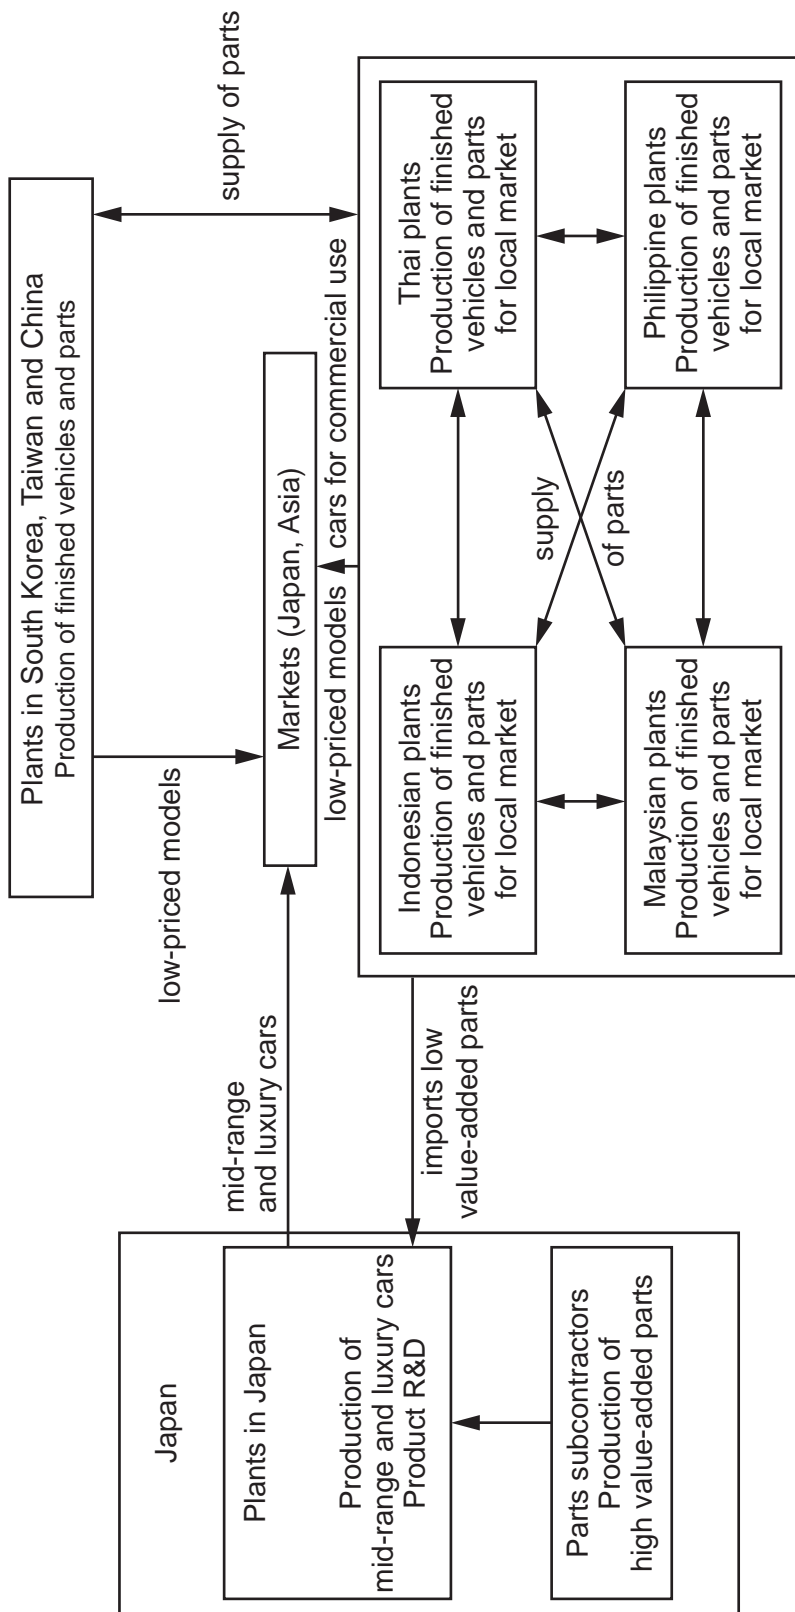 Japan
Plants in Japan
Production of
mid-range and luxury cars
Product R&D
Parts subcontractors
Production of
high value-added parts
mid-range
and luxury cars
imports low
value-added parts
Plants in South Korea, Taiwan and China
Production of finished vehicles and parts
low-priced models
supply of parts
Markets (Japan, Asia)
low-priced models
cars for commercial use
Indonesian plants
Production of finished
vehicles and parts
for local market
Thai plants
Production of finished
vehicles and parts
for local market
supply
of parts
Malaysian plants
Production of finished
vehicles and parts
for local market
Philippine plants
Production of finished
vehicles and parts
for local market